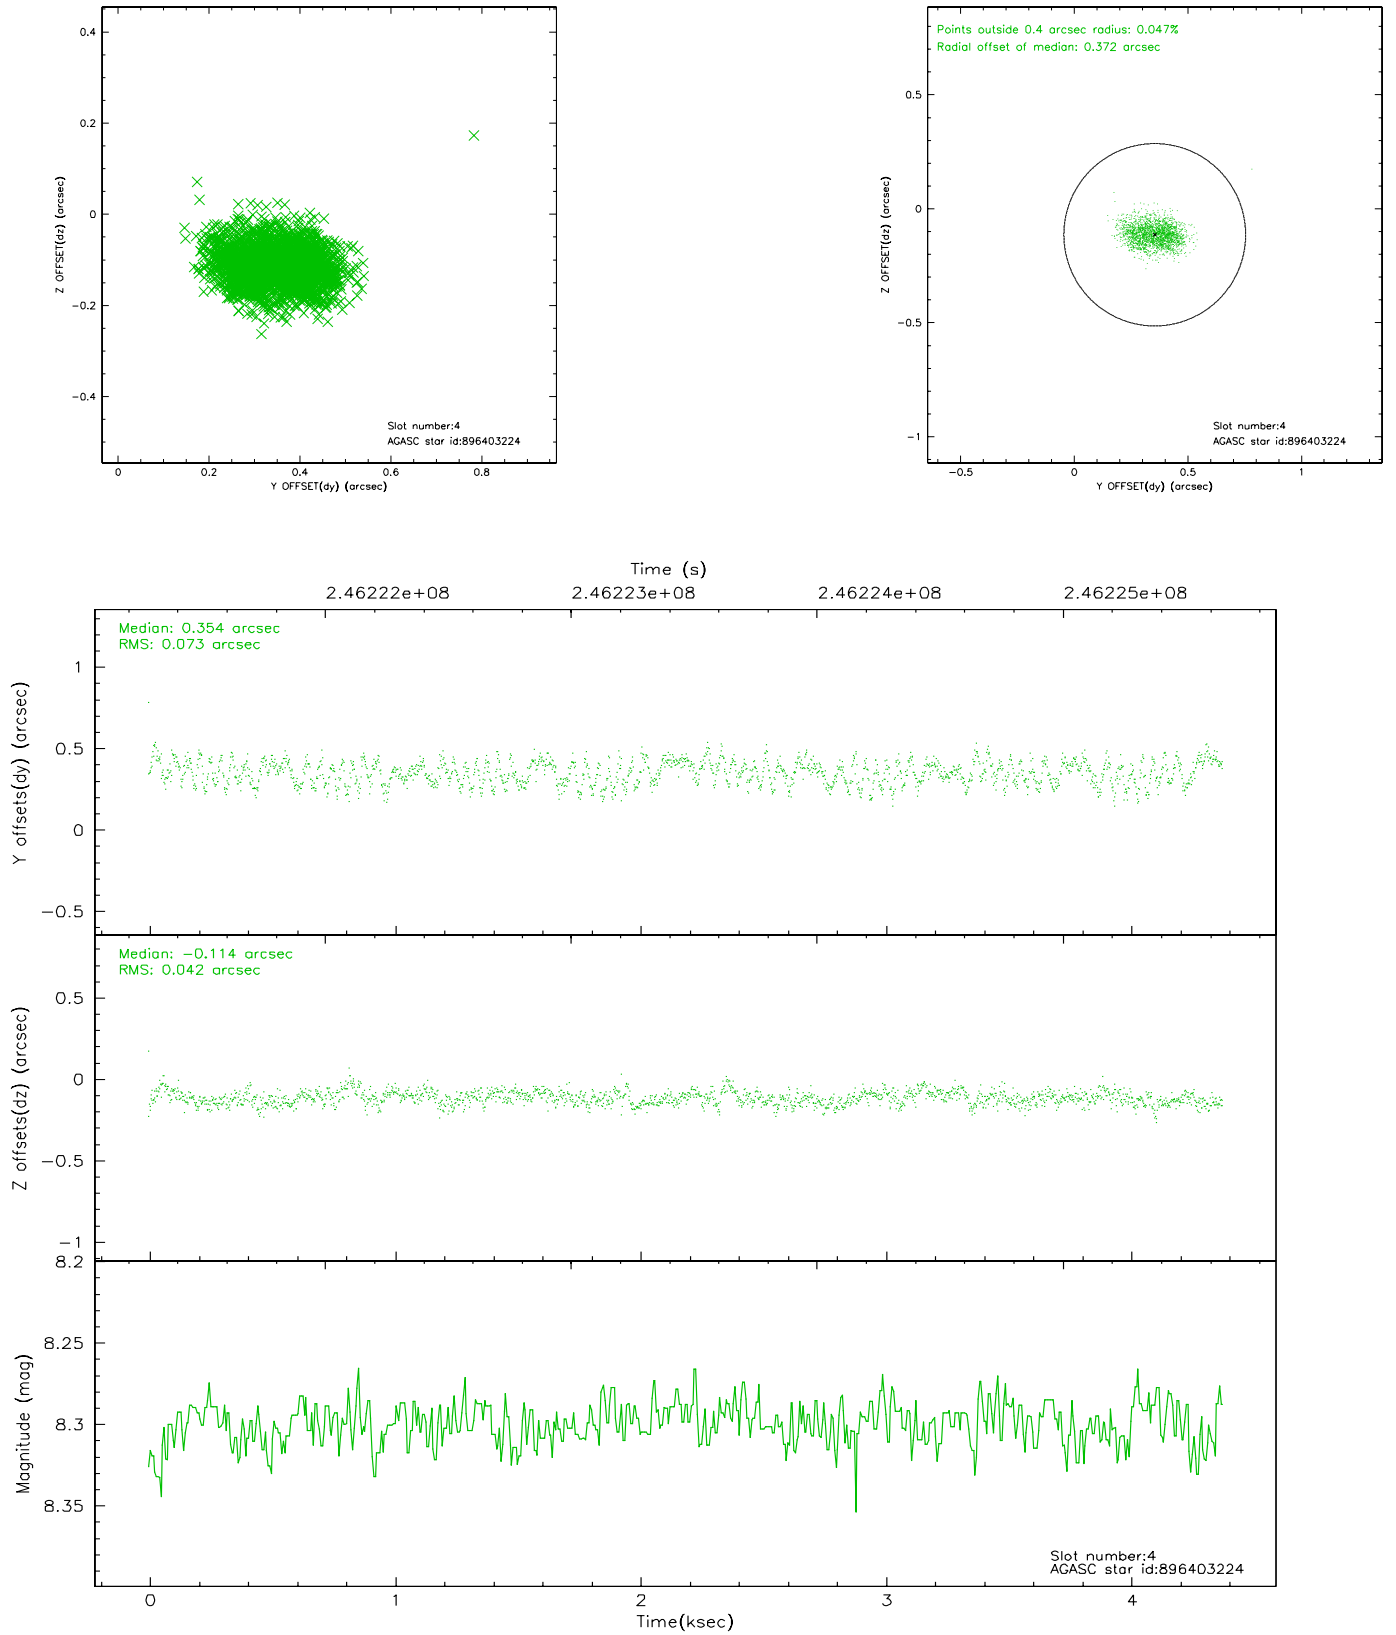 0.4
0.2
0
−0.2
−0.4
Z OFFSET(dz) (arcsec)
Slot number:4
AGASC star id:896403224
0
0.2
0.4
0.6
0.8
Y OFFSET(dy) (arcsec)
Points outside 0.4 arcsec radius: 0.047%
Radial offset of median: 0.372 arcsec
0.5
0
−0.5
−1
Z OFFSET(dz) (arcsec)
Slot number:4
AGASC star id:896403224
−0.5
0
0.5
1
Y OFFSET(dy) (arcsec)
Time (s)
2.46222e+08
2.46223e+08
2.46224e+08
2.46225e+08
Median: 0.354 arcsec
RMS: 0.073 arcsec
1
0.5
0
−0.5
Y offsets(dy) (arcsec)
Median: −0.114 arcsec
RMS: 0.042 arcsec
0.5
0
−0.5
−1
Z offsets(dz) (arcsec)
8.2
8.25
8.3
8.35
Magnitude (mag)
Slot number:4
AGASC star id:896403224
0
1
2
3
4
Time(ksec)